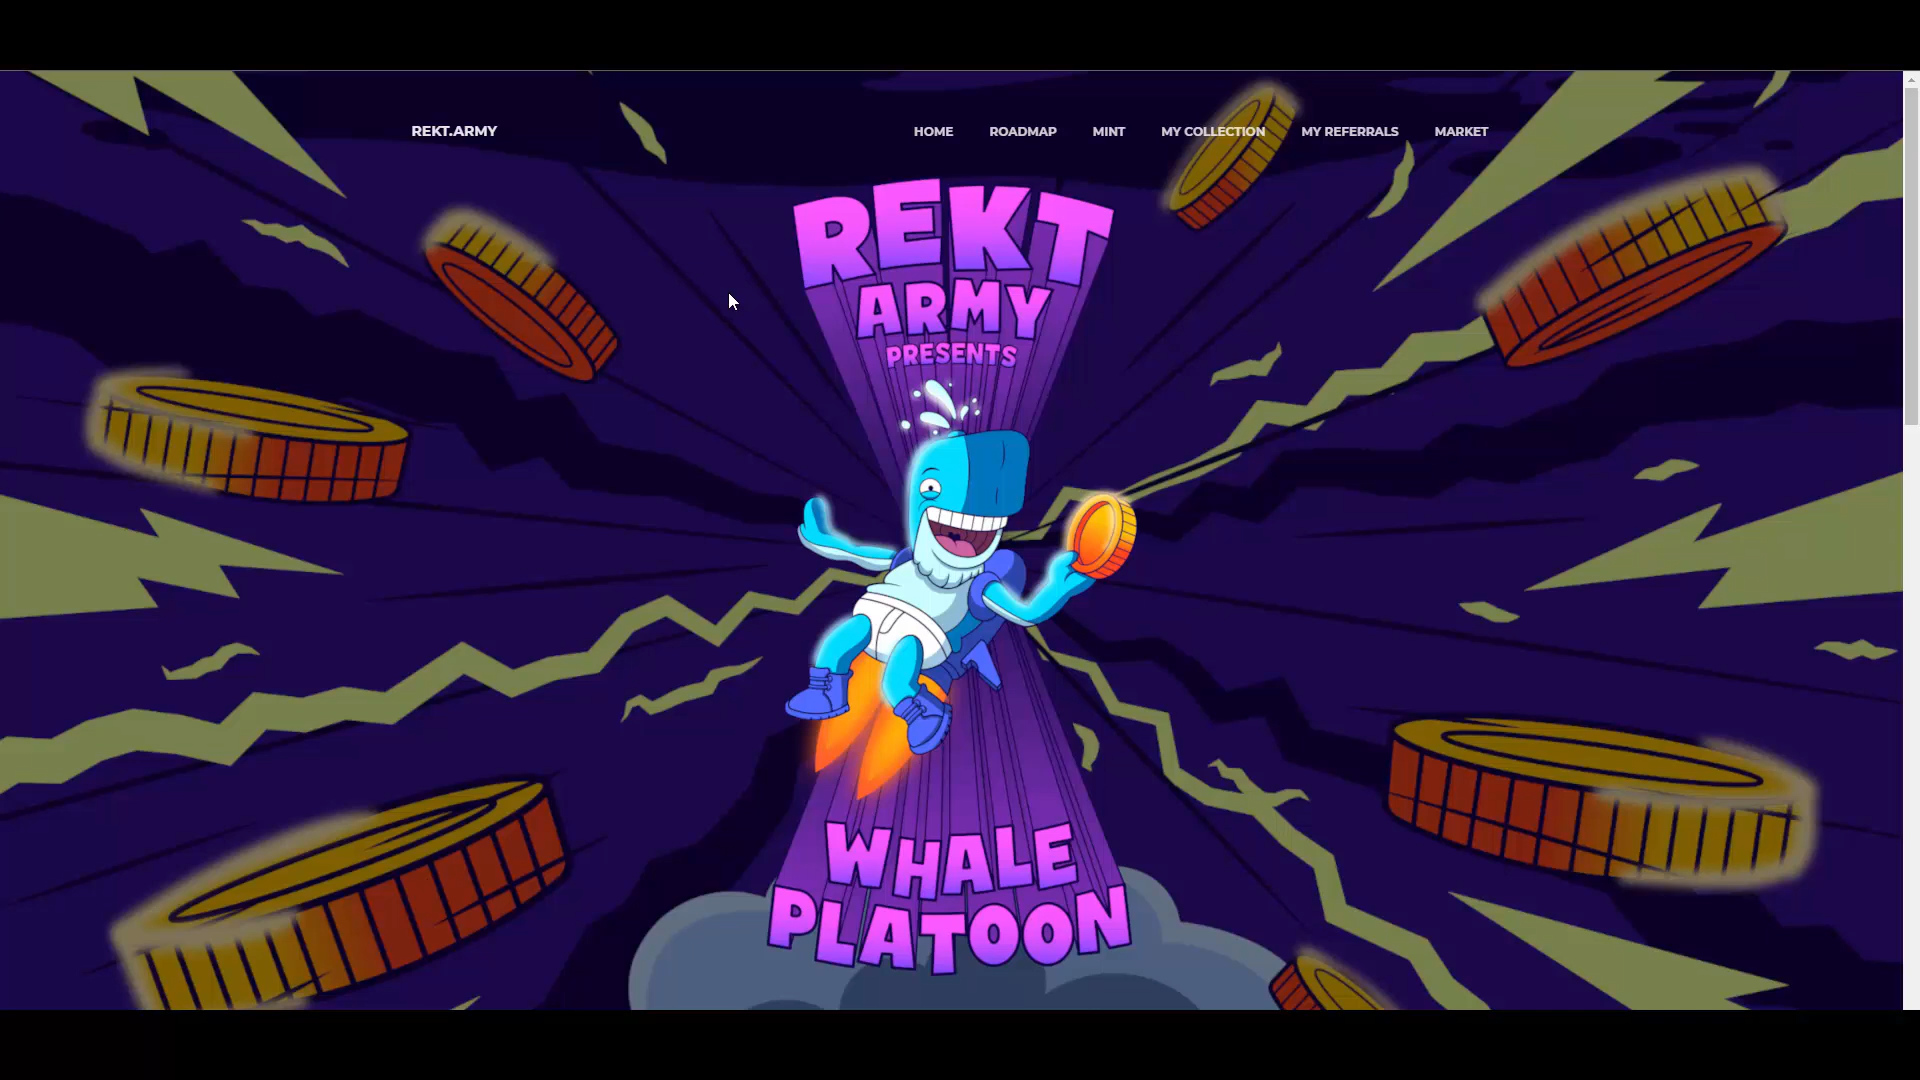 REKT.ARMY
HOME ROADMAP MINT MY COLLECTION MY REFERRALS MARKET
REKT
ARMY
PRESENTS
WHALE
PLATOON